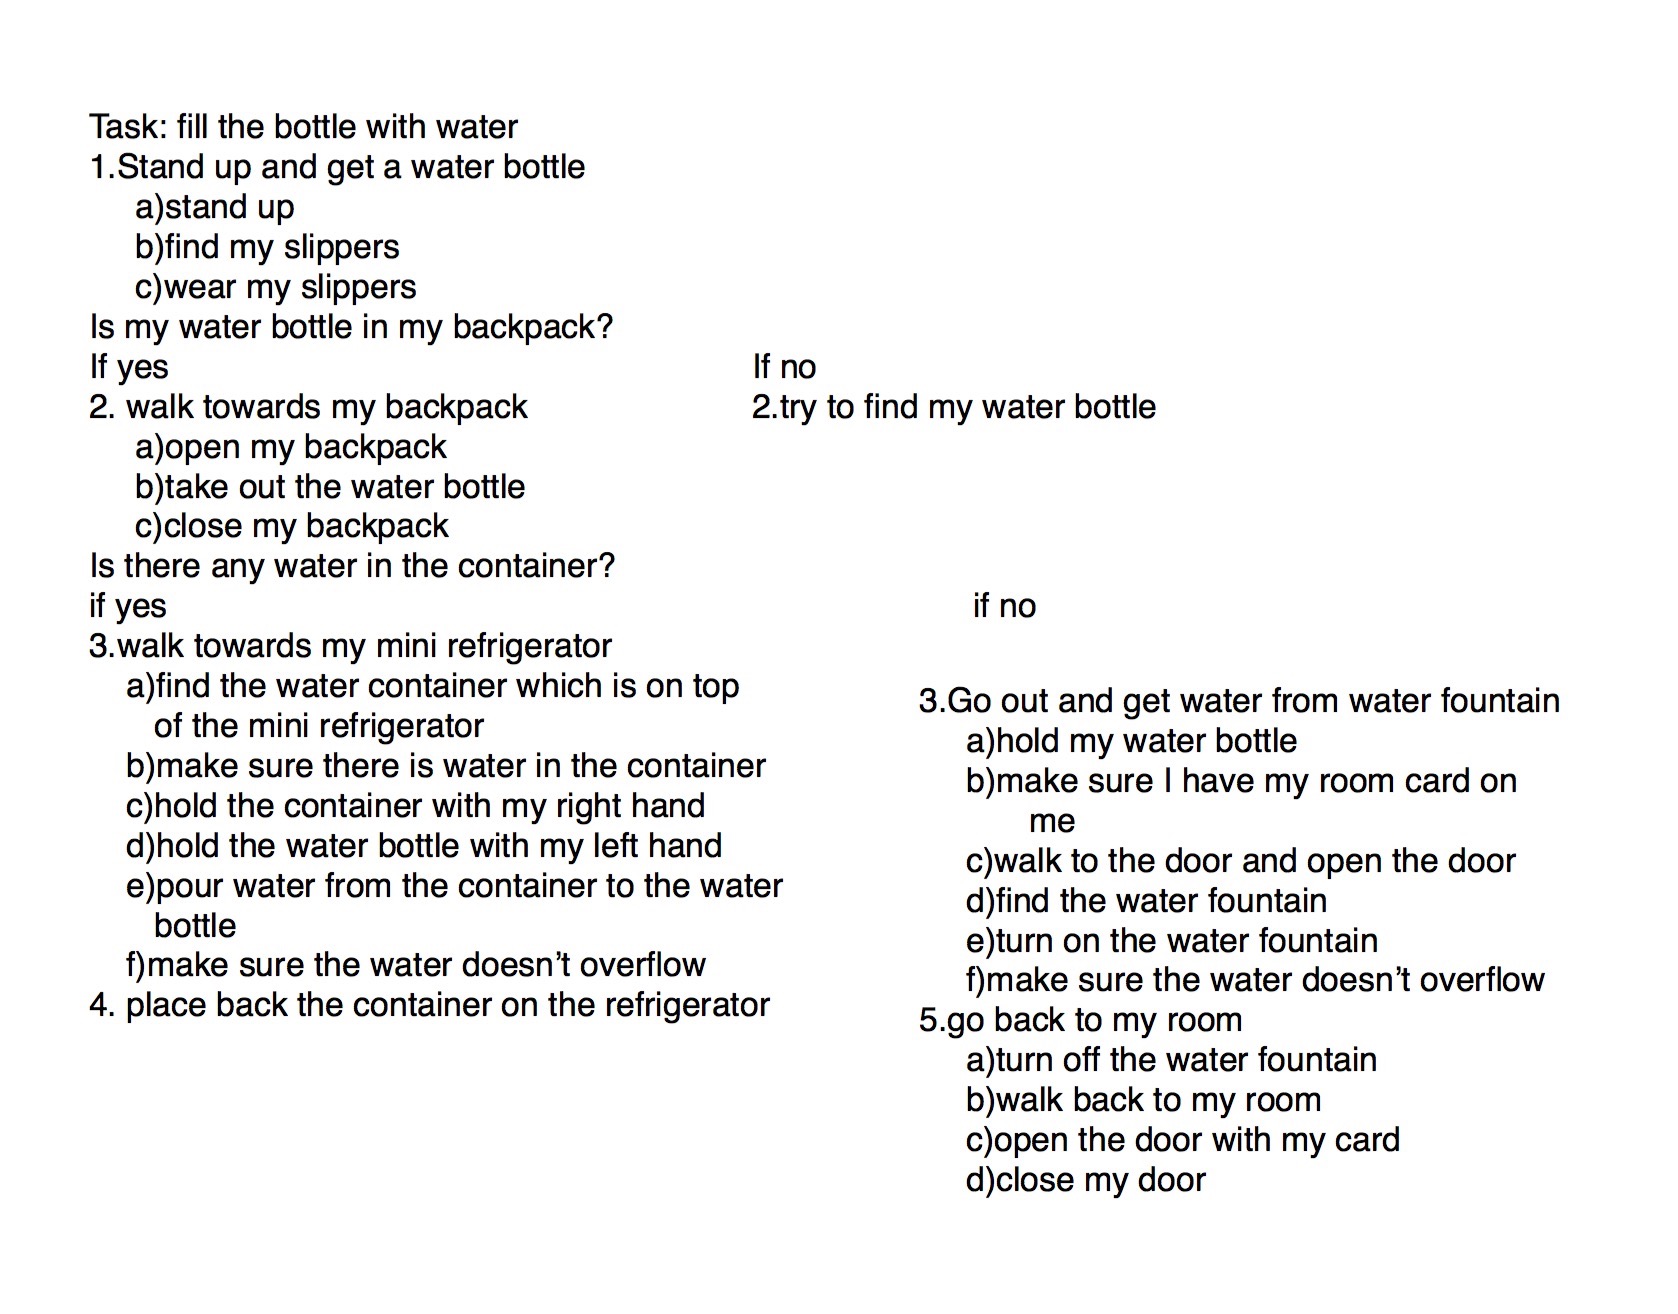 Task: fill the bottle with water
1.Stand up and get a water bottle
a)stand up
b)find my slippers
c)wear my slippers
Is my water bottle in my backpack?
If yes
2. walk towards my backpack
a)open my backpack
b)take out the water bottle
c)close my backpack
If no
2.try to find my water bottle
Is there any water in the container?
if yes
3.walk towards my mini refrigerator
a)find the water container which is on top
of the mini refrigerator
b)make sure there is water in the container
c)hold the container with my right hand
d)hold the water bottle with my left hand
e)pour water from the container to the water
bottle
f)make sure the water doesn’t overflow
4. place back the container on the refrigerator
if no
3.Go out and get water from water fountain
a)hold my water bottle
b)make sure I have my room card on
me
c)walk to the door and open the door
d)find the water fountain
e)turn on the water fountain
f)make sure the water doesn’t overflow
5.go back to my room
a)turn off the water fountain
b)walk back to my room
c)open the door with my card
d)close my door